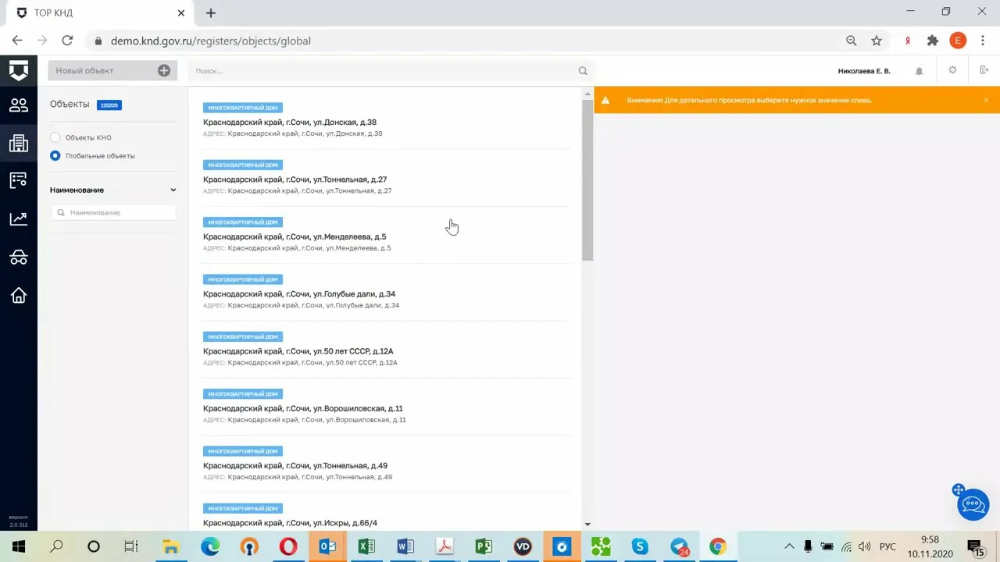 ТОР КНД
demo.knd.gov.ru/registers/objects/global
Я
E
Новый объект
Поиск...
Николаева Е. В.
Объекты 115209
Объекты КНО
Глобальные объекты
Наименование
Наименование
МНОГОКВАРТИРНЫЙ ДОМ
Краснодарский край, г.Сочи, ул.Донская, д.38
АДРЕС: Краснодарский край, г.Сочи, ул.Донская, д.38
МНОГОКВАРТИРНЫЙ ДОМ
Краснодарский край, г.Сочи, ул.Тоннельная, д.27
АДРЕС: Краснодарский край, г.Сочи, ул.Тоннельная, д.27
МНОГОКВАРТИРНЫЙ ДОМ
Краснодарский край, г.Сочи, ул.Менделеева, д.5
АДРЕС: Краснодарский край, г.Сочи, ул.Менделеева, д.5
МНОГОКВАРТИРНЫЙ ДОМ
Краснодарский край, г.Сочи, ул.Голубые дали, д.34
АДРЕС: Краснодарский край, г.Сочи, ул.Голубые дали, д.34
МНОГОКВАРТИРНЫЙ ДОМ
Краснодарский край, г.Сочи, ул.50 лет СССР, д.12А
АДРЕС: Краснодарский край, г.Сочи, ул.50 лет СССР, д.12А
МНОГОКВАРТИРНЫЙ ДОМ
Краснодарский край, г.Сочи, ул.Ворошиловская, д.11
АДРЕС: Краснодарский край, г.Сочи, ул.Ворошиловская, д.11
МНОГОКВАРТИРНЫЙ ДОМ
Краснодарский край, г.Сочи, ул.Тоннельная, д.49
АДРЕС: Краснодарский край, г.Сочи, ул.Тоннельная, д.49
МНОГОКВАРТИРНЫЙ ДОМ
Краснодарский край, г.Сочи, ул.Искры, д.66/4
Внимание! Для детального просмотра выберите нужное значение слева.
версия:
2.0.312
VD
24
РУС
9:58
10.11.2020
15